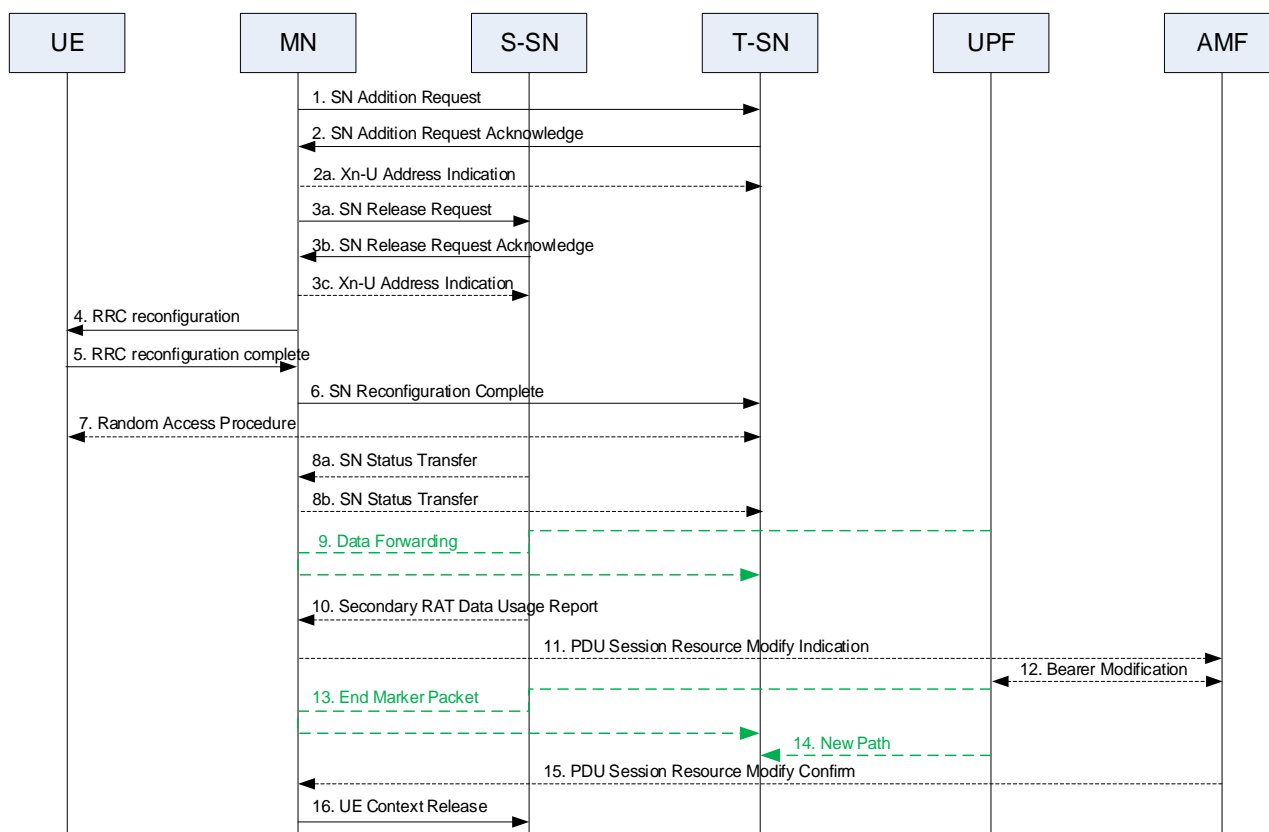 UE
MN
S-SN
T-SN
UPF
AMF
1. SN Addition Request
2. SN Addition Request Acknowledge
2a. Xn-U Address Indication
3a. SN Release Request
3b. SN Release Request Acknowledge
3c. Xn-U Address Indication
4. RRC reconfiguration
5. RRC reconfiguration complete
6. SN Reconfiguration Complete
7. Random Access Procedure
8a. SN Status Transfer
8b. SN Status Transfer
9. Data Forwarding
10. Secondary RAT Data Usage Report
11. PDU Session Resource Modify Indication
12. Bearer Modification
13. End Marker Packet
14. New Path
15. PDU Session Resource Modify Confirm
16. UE Context Release